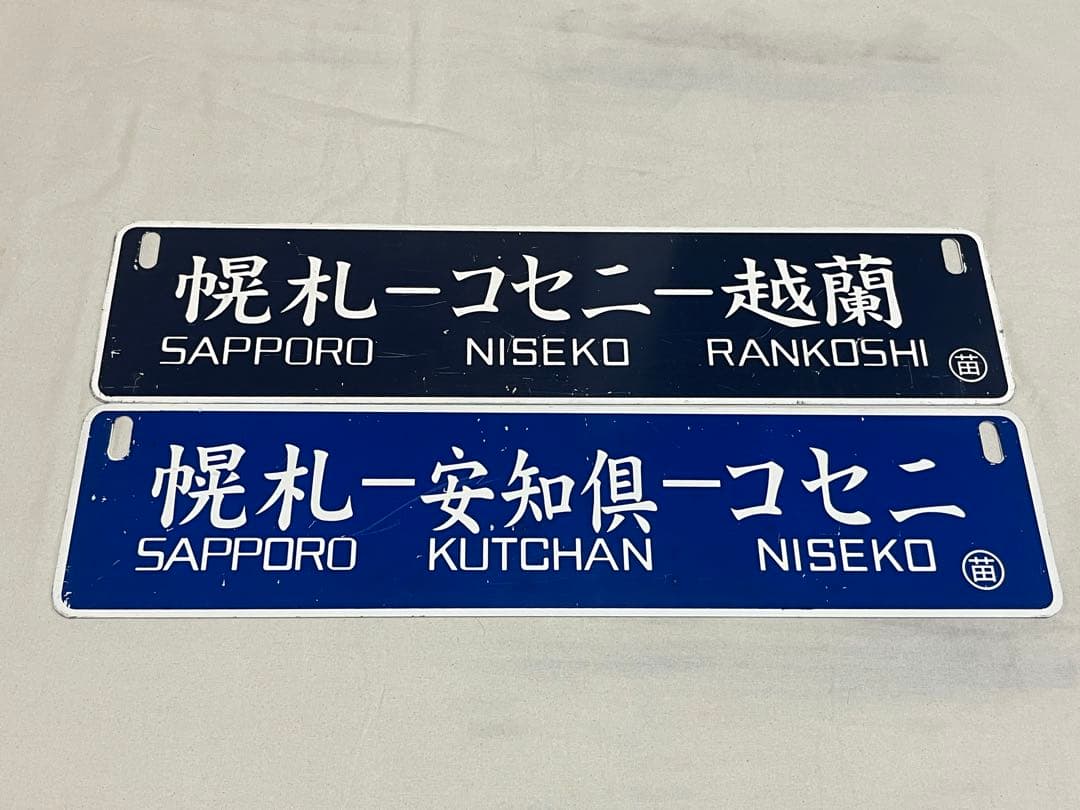 蘭越ーニセコー札幌
SAPPORO NISEKO RANKOSHI 苗
ニセコー倶知安ー札幌
SAPPORO KUTCHAN NISEKO 苗